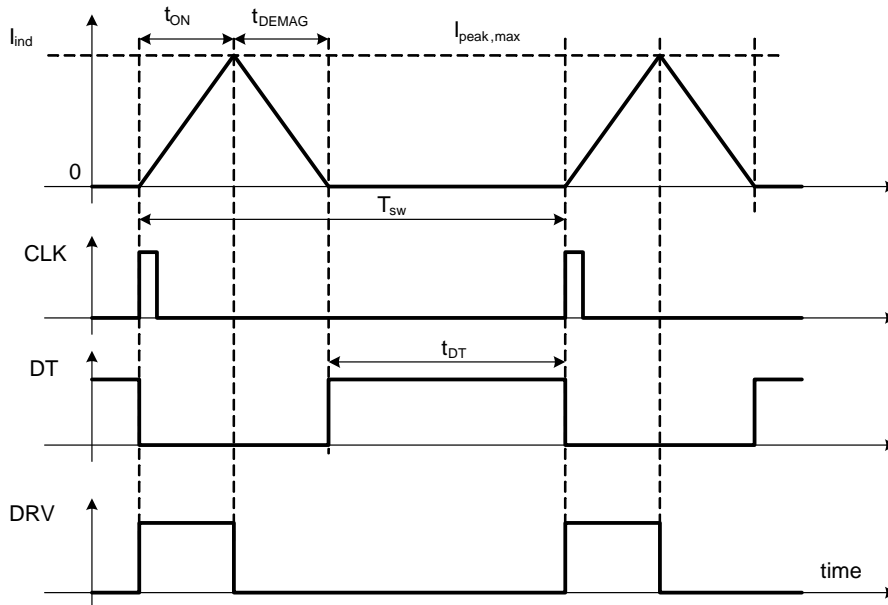 t_ON t_DEMAG
I_ind
I_peak,max
0
T_sw
CLK
t_DT
DT
DRV
time